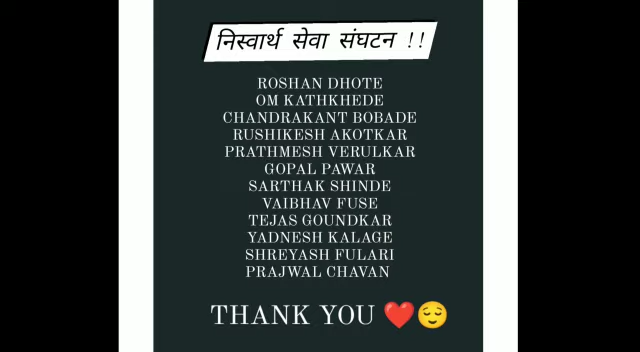 निस्वार्थ सेवा संघटन !!
ROSHAN DHOTE
OM KATHKHEDE
CHANDRAKANT BOBADE
RUSHIKESH AKOTKAR
PRATHMESH VERULKAR
GOPAL PAWAR
SARTHAK SHINDE
VAIBHAV FUSE
TEJAS GOUNDKAR
YADNESH KALAGE
SHREYASH FULARI
PRAJWAL CHAVAN
THANK YOU ❤️😌